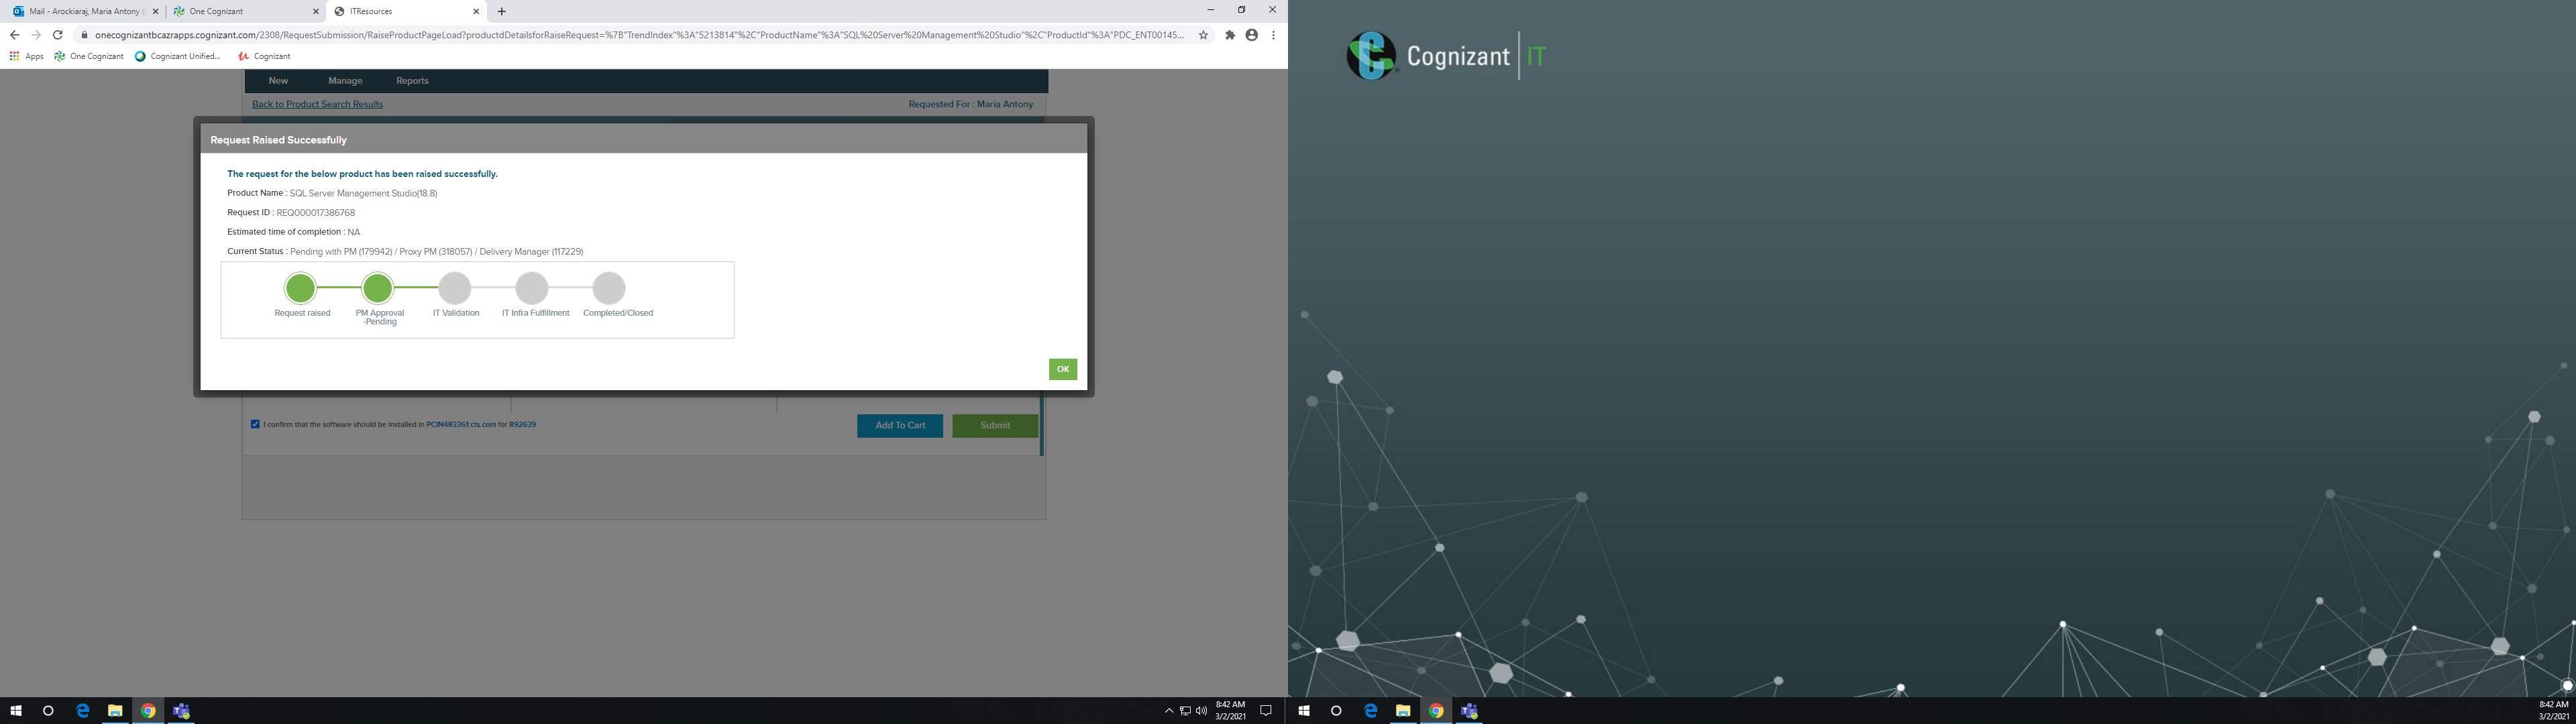 Mail - Arockiaraj, Maria Antony
One Cognizant
ITResources
onecognizantbcazrapps.cognizant.com/2308/RequestSubmission/RaiseProductPageLoad?productdDetailsforRaiseRequest=%7B"TrendIndex"%3A"5213814"%2C"ProductName"%3A"SQL%20Server%20Management%20Studio"%2C"ProductId"%3A"PDC_ENT00145...
Apps
One Cognizant
Cognizant Unified...
Cognizant
New Manage Reports
Back to Product Search Results
Requested For : Maria Antony
Request Raised Successfully
The request for the below product has been raised successfully.
Product Name : SQL Server Management Studio(18.8)
Request ID : REQ000017386768
Estimated time of completion : NA
Current Status : Pending with PM (179942) / Proxy PM (318057) / Delivery Manager (117229)
Request raised
PM Approval
-Pending
IT Validation
IT Infra Fulfillment
Completed/Closed
OK
I confirm that the software should be installed in PCIN483361:cts.com for 892639
Add To Cart
Submit
8:42 AM
3/2/2021
Cognizant IT
8:42 AM
3/2/2021